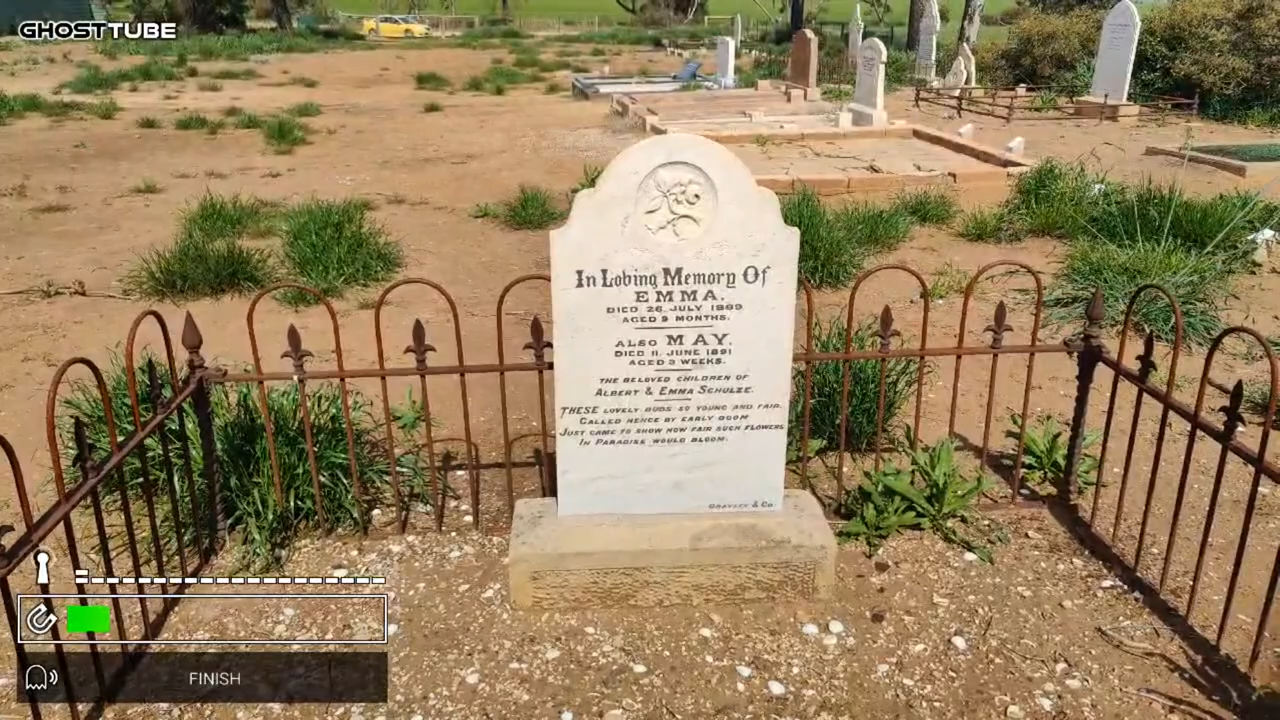 GHOSTTUBE
In Loving Memory Of
EMMA.
DIED 26 JULY 1889
AGED 9 MONTHS.
ALSO MAY.
DIED 11. JUNE 1891
AGED 3 WEEKS.
THE BELOVED CHILDREN OF
ALBERT & EMMA SCHULZE.
THESE LOVELY BUDS SO YOUNG AND FAIR.
CALLED HENCE BY EARLY DOOM
JUST CAME TO SHOW HOW FAIR SUCH FLOWERS
IN PARADISE WOULD BLOOM.
& Co
FINISH